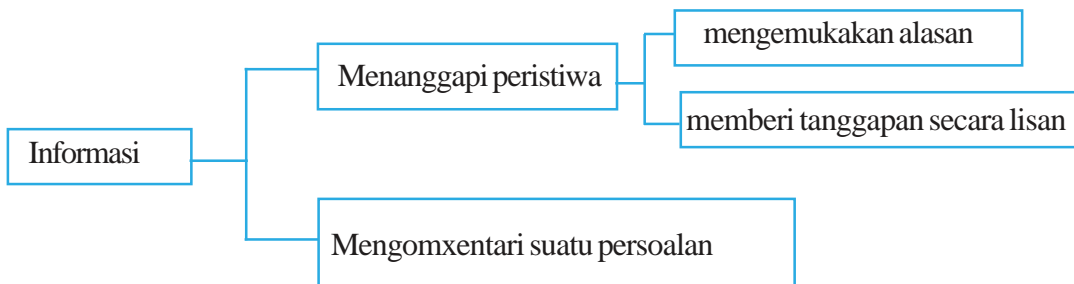 mengemukakan alasan
Menanggapi peristiwa
memberi tanggapan secara lisan
Informasi
Mengomxentari suatu persoalan